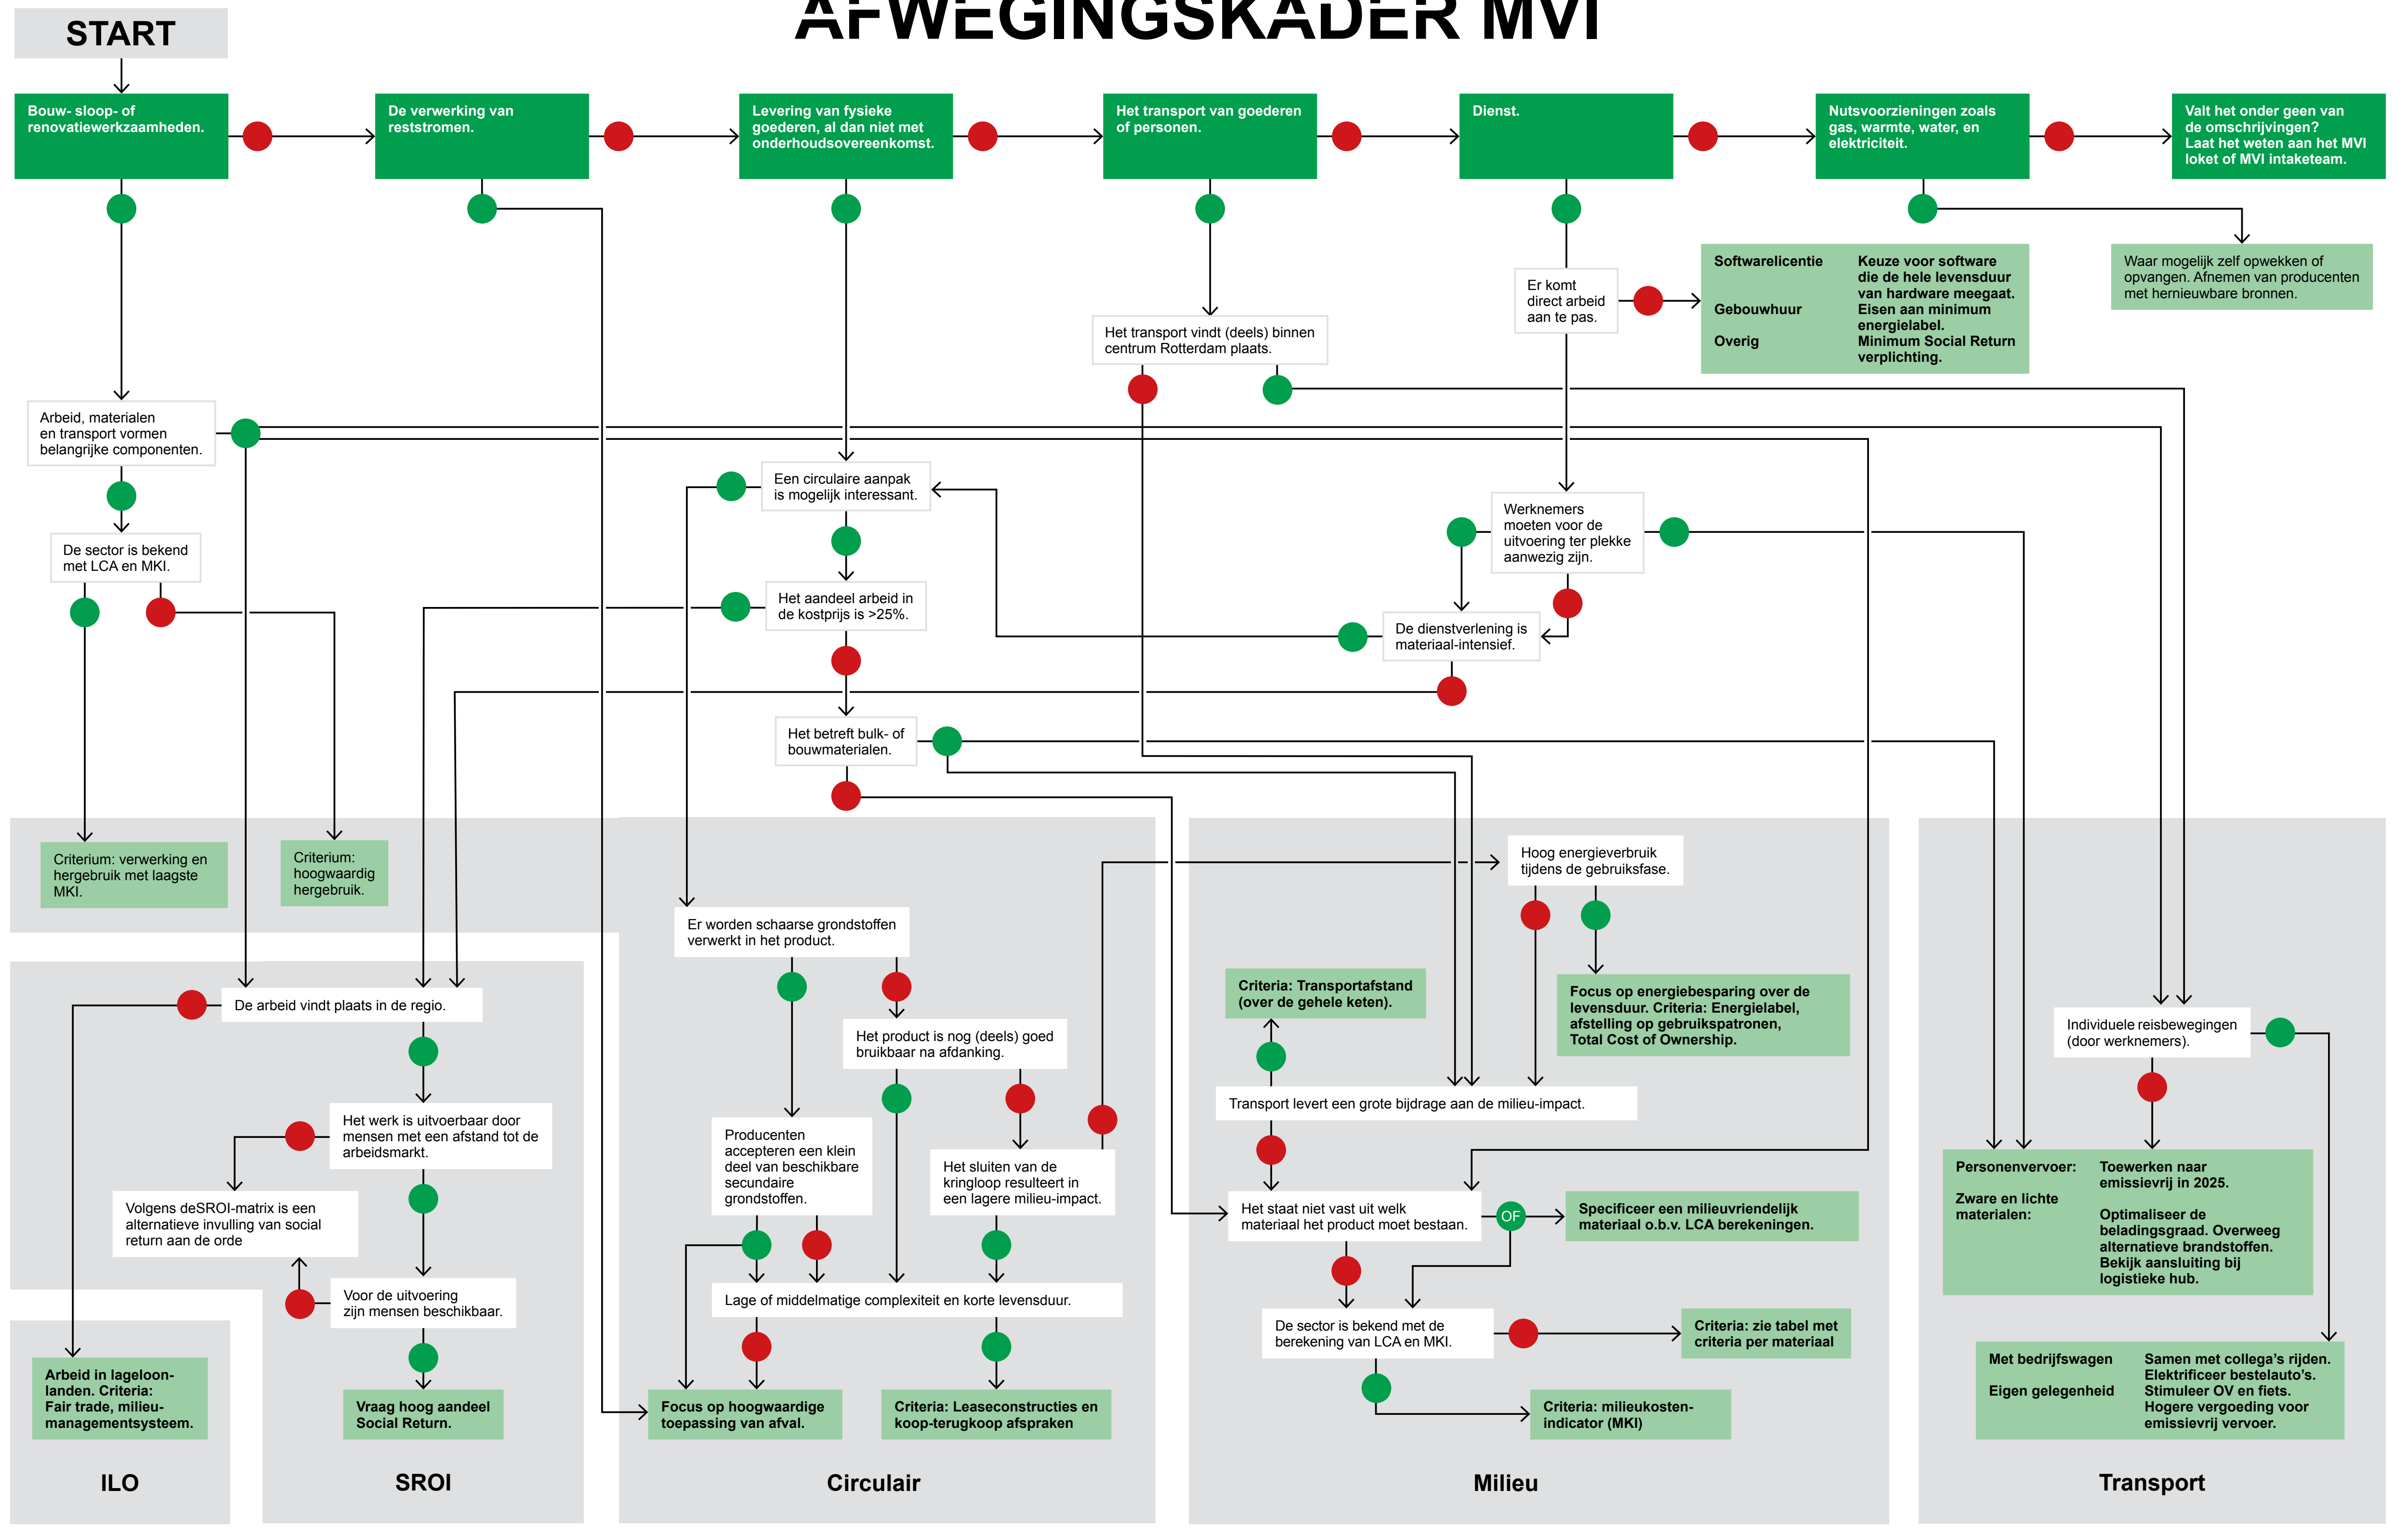 AFWEGINGSKADER MVI
START
Bouw- sloop- of
renovatiewerkzaamheden.
De verwerking van
reststromen.
Levering van fysieke
goederen, al dan niet met
onderhoudsovereenkomst.
Het transport van goederen
of personen.
Dienst.
Nutsvoorzieningen zoals
gas, warmte, water, en
elektriciteit.
Valt het onder geen van
de omschrijvingen?
Laat het weten aan het MVI
loket of MVI intaketeam.
Er komt
direct arbeid
aan te pas.
Softwarelicentie
Keuze voor software
die de hele levensduur
van hardware meegaat.
Gebouwhuur
Eisen aan minimum
energielabel.
Overig
Minimum Social Return
verplichting.
Waar mogelijk zelf opwekken of
opvangen. Afnemen van producenten
met hernieuwbare bronnen.
Het transport vindt (deels) binnen
centrum Rotterdam plaats.
Arbeid, materialen
en transport vormen
belangrijke componenten.
Een circulaire aanpak
is mogelijk interessant.
Werknemers
moeten voor de
uitvoering ter plekke
aanwezig zijn.
De sector is bekend
met LCA en MKI.
Het aandeel arbeid in
de kostprijs is >25%.
De dienstverlening is
materiaal-intensief.
Het betreft bulk- of
bouwmaterialen.
Criterium: verwerking en
hergebruik met laagste
MKI.
Criterium:
hoogwaardig
hergebruik.
Hoog energieverbruik
tijdens de gebruiksfase.
Er worden schaarse grondstoffen
verwerkt in het product.
Criteria: Transportafstand
(over de gehele keten).
Focus op energiebesparing over de
levensduur. Criteria: Energielabel,
afstelling op gebruikspatronen,
Total Cost of Ownership.
De arbeid vindt plaats in de regio.
Het product is nog (deels) goed
bruikbaar na afdanking.
Individuele reisbewegingen
(door werknemers).
Transport levert een grote bijdrage aan de milieu-impact.
Het werk is uitvoerbaar door
mensen met een afstand tot de
arbeidsmarkt.
Producenten
accepteren een klein
deel van beschikbare
secundaire
grondstoffen.
Het sluiten van de
kringloop resulteert in
een lagere milieu-impact.
Personenvervoer:
Toewerken naar
emissievrij in 2025.
Zware en lichte
materialen:
Optimaliseer de
beladingsgraad. Overweeg
alternatieve brandstoffen.
Bekijk aansluiting bij
logistieke hub.
Volgens deSROI-matrix is een
alternatieve invulling van social
return aan de orde
Het staat niet vast uit welk
materiaal het product moet bestaan.
OF
Specificeer een milieuvriendelijk
materiaal o.b.v. LCA berekeningen.
Voor de uitvoering
zijn mensen beschikbaar.
Lage of middelmatige complexiteit en korte levensduur.
De sector is bekend met de
berekening van LCA en MKI.
Criteria: zie tabel met
criteria per materiaal
Met bedrijfswagen
Samen met collega’s rijden.
Elektrificeer bestelauto’s.
Eigen gelegenheid
Stimuleer OV en fiets.
Hogere vergoeding voor
emissievrij vervoer.
Arbeid in lageloon-
landen. Criteria:
Fair trade, milieu-
managementsysteem.
Vraag hoog aandeel
Social Return.
Focus op hoogwaardige
toepassing van afval.
Criteria: Leaseconstructies en
koop-terugkoop afspraken
Criteria: milieukosten-
indicator (MKI)
ILO
SROI
Circulair
Milieu
Transport